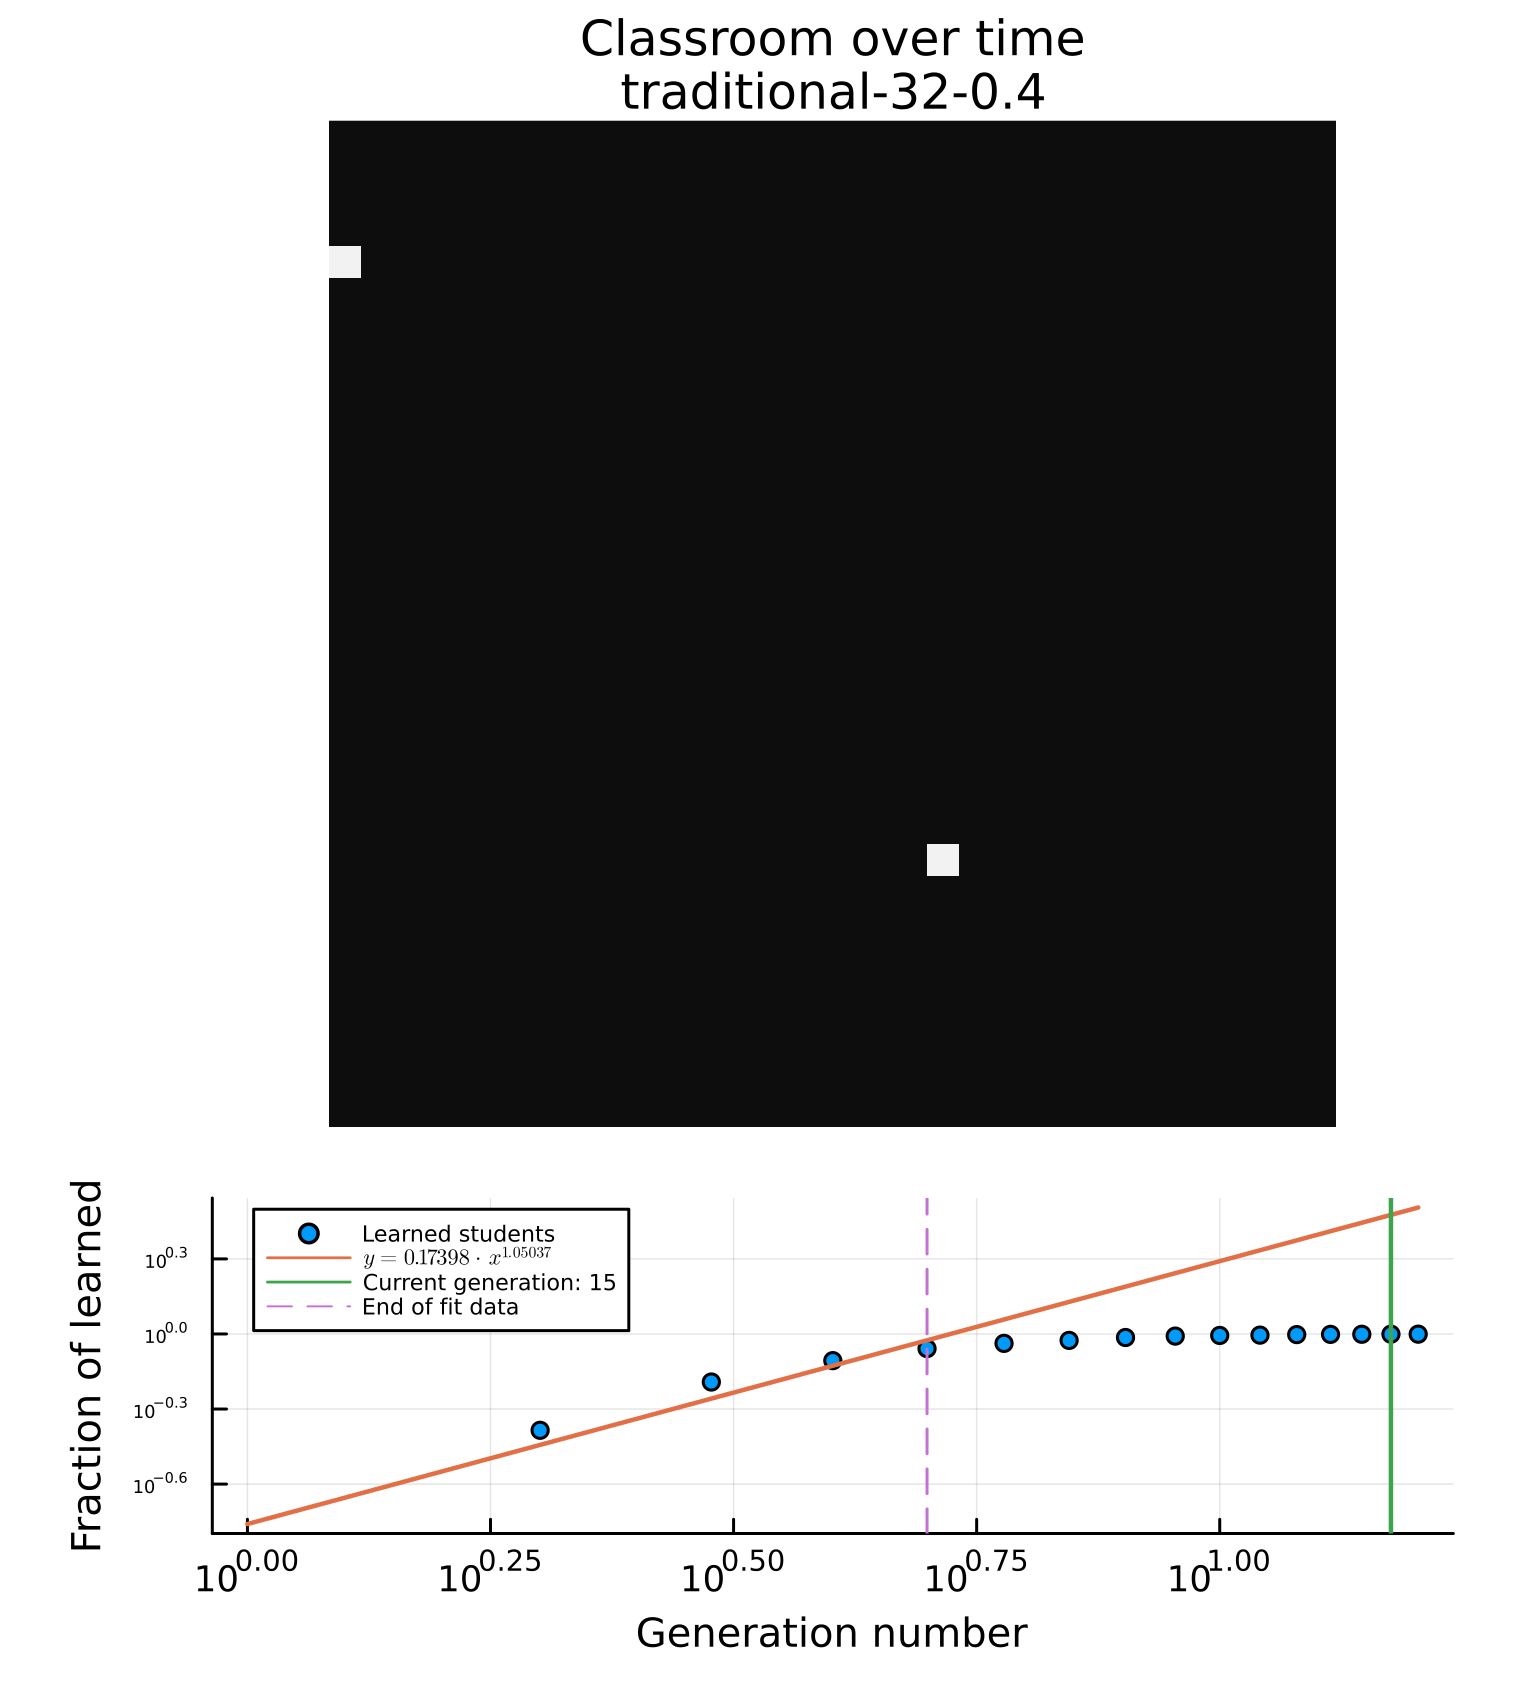 Classroom over time
traditional-32-0.4
Fraction of learned
10^0.3
10^0.0
10^−0.3
10^−0.6
Learned students
y = 0.17398 · x^1.05037
Current generation: 15
End of fit data
10^0.00 10^0.25 10^0.50 10^0.75 10^1.00
Generation number